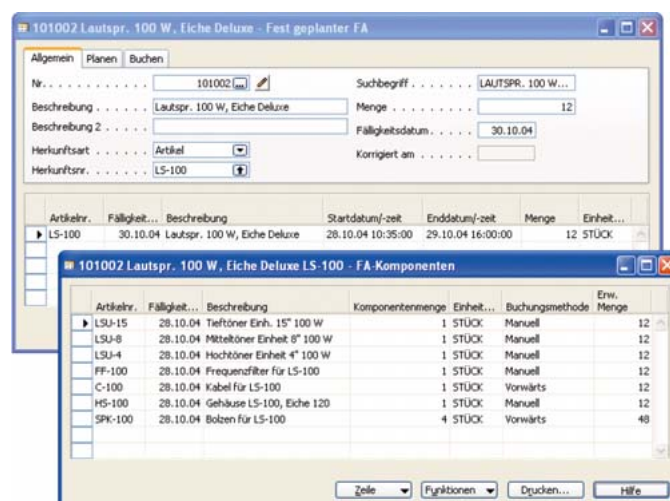 101002 Lautspr. 100 W, Eiche Deluxe - Fest geplanter FA
Allgemein Planen Buchen
Nr. . . . . . . . . . . . . 101002 ...
Suchbegriff . . . . . . . LAUTSPR. 100 W...
Beschreibung . . . . . . Lautspr. 100 W, Eiche Deluxe
Menge . . . . . . . . . . 12
Beschreibung 2 . . . . .
Fälligkeitsdatum . . . . . 30.10.04
Herkunftsart . . . . . . Artikel
Korrigiert am . . . . . .
Herkunftsnr. . . . . . . LS-100
Artikelnr. Fälligkeit... Beschreibung Startdatum/-zeit Enddatum/-zeit Menge Einheit...
LS-100 30.10.04 Lautspr. 100 W, Eiche Deluxe 28.10.04 10:35:00 29.10.04 16:00:00 12 STÜCK
101002 Lautspr. 100 W, Eiche Deluxe LS-100 - FA-Komponenten
Artikelnr. Fälligkeit... Beschreibung Komponentenmenge Einheit... Buchungsmethode Erw. Menge
LSU-15 28.10.04 Tieftöner Einh. 15" 100 W 1 STÜCK Manuell 12
LSU-8 28.10.04 Mitteltöner Einheit 8" 100 W 1 STÜCK Manuell 12
LSU-4 28.10.04 Hochtöner Einheit 4" 100 W 1 STÜCK Manuell 12
FF-100 28.10.04 Frequenzfilter für LS-100 1 STÜCK Manuell 12
C-100 28.10.04 Kabel für LS-100 1 STÜCK Vorwärts 12
HS-100 28.10.04 Gehäuse LS-100, Eiche 120 1 STÜCK Manuell 12
SPK-100 28.10.04 Bolzen für LS-100 4 STÜCK Vorwärts 48
Zeile Funktionen Drucken... Hilfe